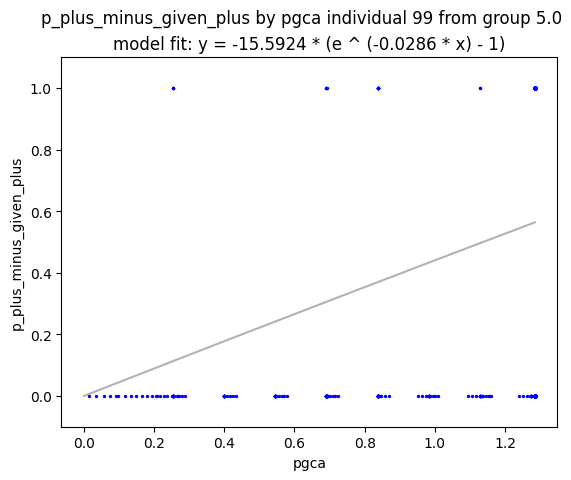 p_plus_minus_given_plus by pgca individual 99 from group 5.0
model fit: y = -15.5924 * (e ^ (-0.0286 * x) - 1)
p_plus_minus_given_plus
1.0
0.8
0.6
0.4
0.2
0.0
0.0 0.2 0.4 0.6 0.8 1.0 1.2
pgca